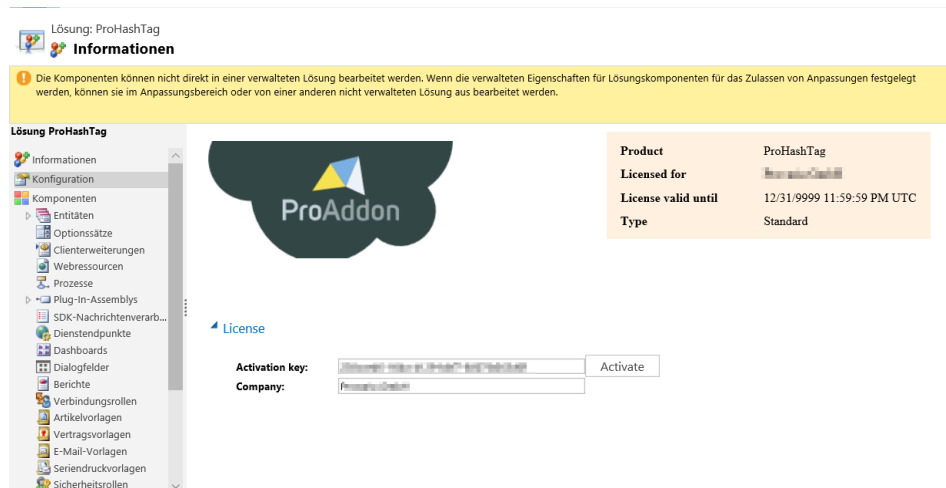 Lösung: ProHashTag
Informationen
Die Komponenten können nicht direkt in einer verwalteten Lösung bearbeitet werden. Wenn die verwalteten Eigenschaften für Lösungskomponenten für das Zulassen von Anpassungen festgelegt
werden, können sie im Anpassungsbereich oder von einer anderen nicht verwalteten Lösung aus bearbeitet werden.
Lösung ProHashTag
Informationen
Konfiguration
Komponenten
Entitäten
Optionssätze
Clienterweiterungen
Webressourcen
Prozesse
Plug-In-Assemblys
SDK-Nachrichtenverarb...
Dienstendpunkte
Dashboards
Dialogfelder
Berichte
Verbindungsrollen
Artikelvorlagen
Vertragsvorlagen
E-Mail-Vorlagen
Seriendruckvorlagen
Sicherheitsrollen
ProAddon
Product ProHashTag
Licensed for
License valid until 12/31/9999 11:59:59 PM UTC
Type Standard
License
Activation key: Activate
Company: